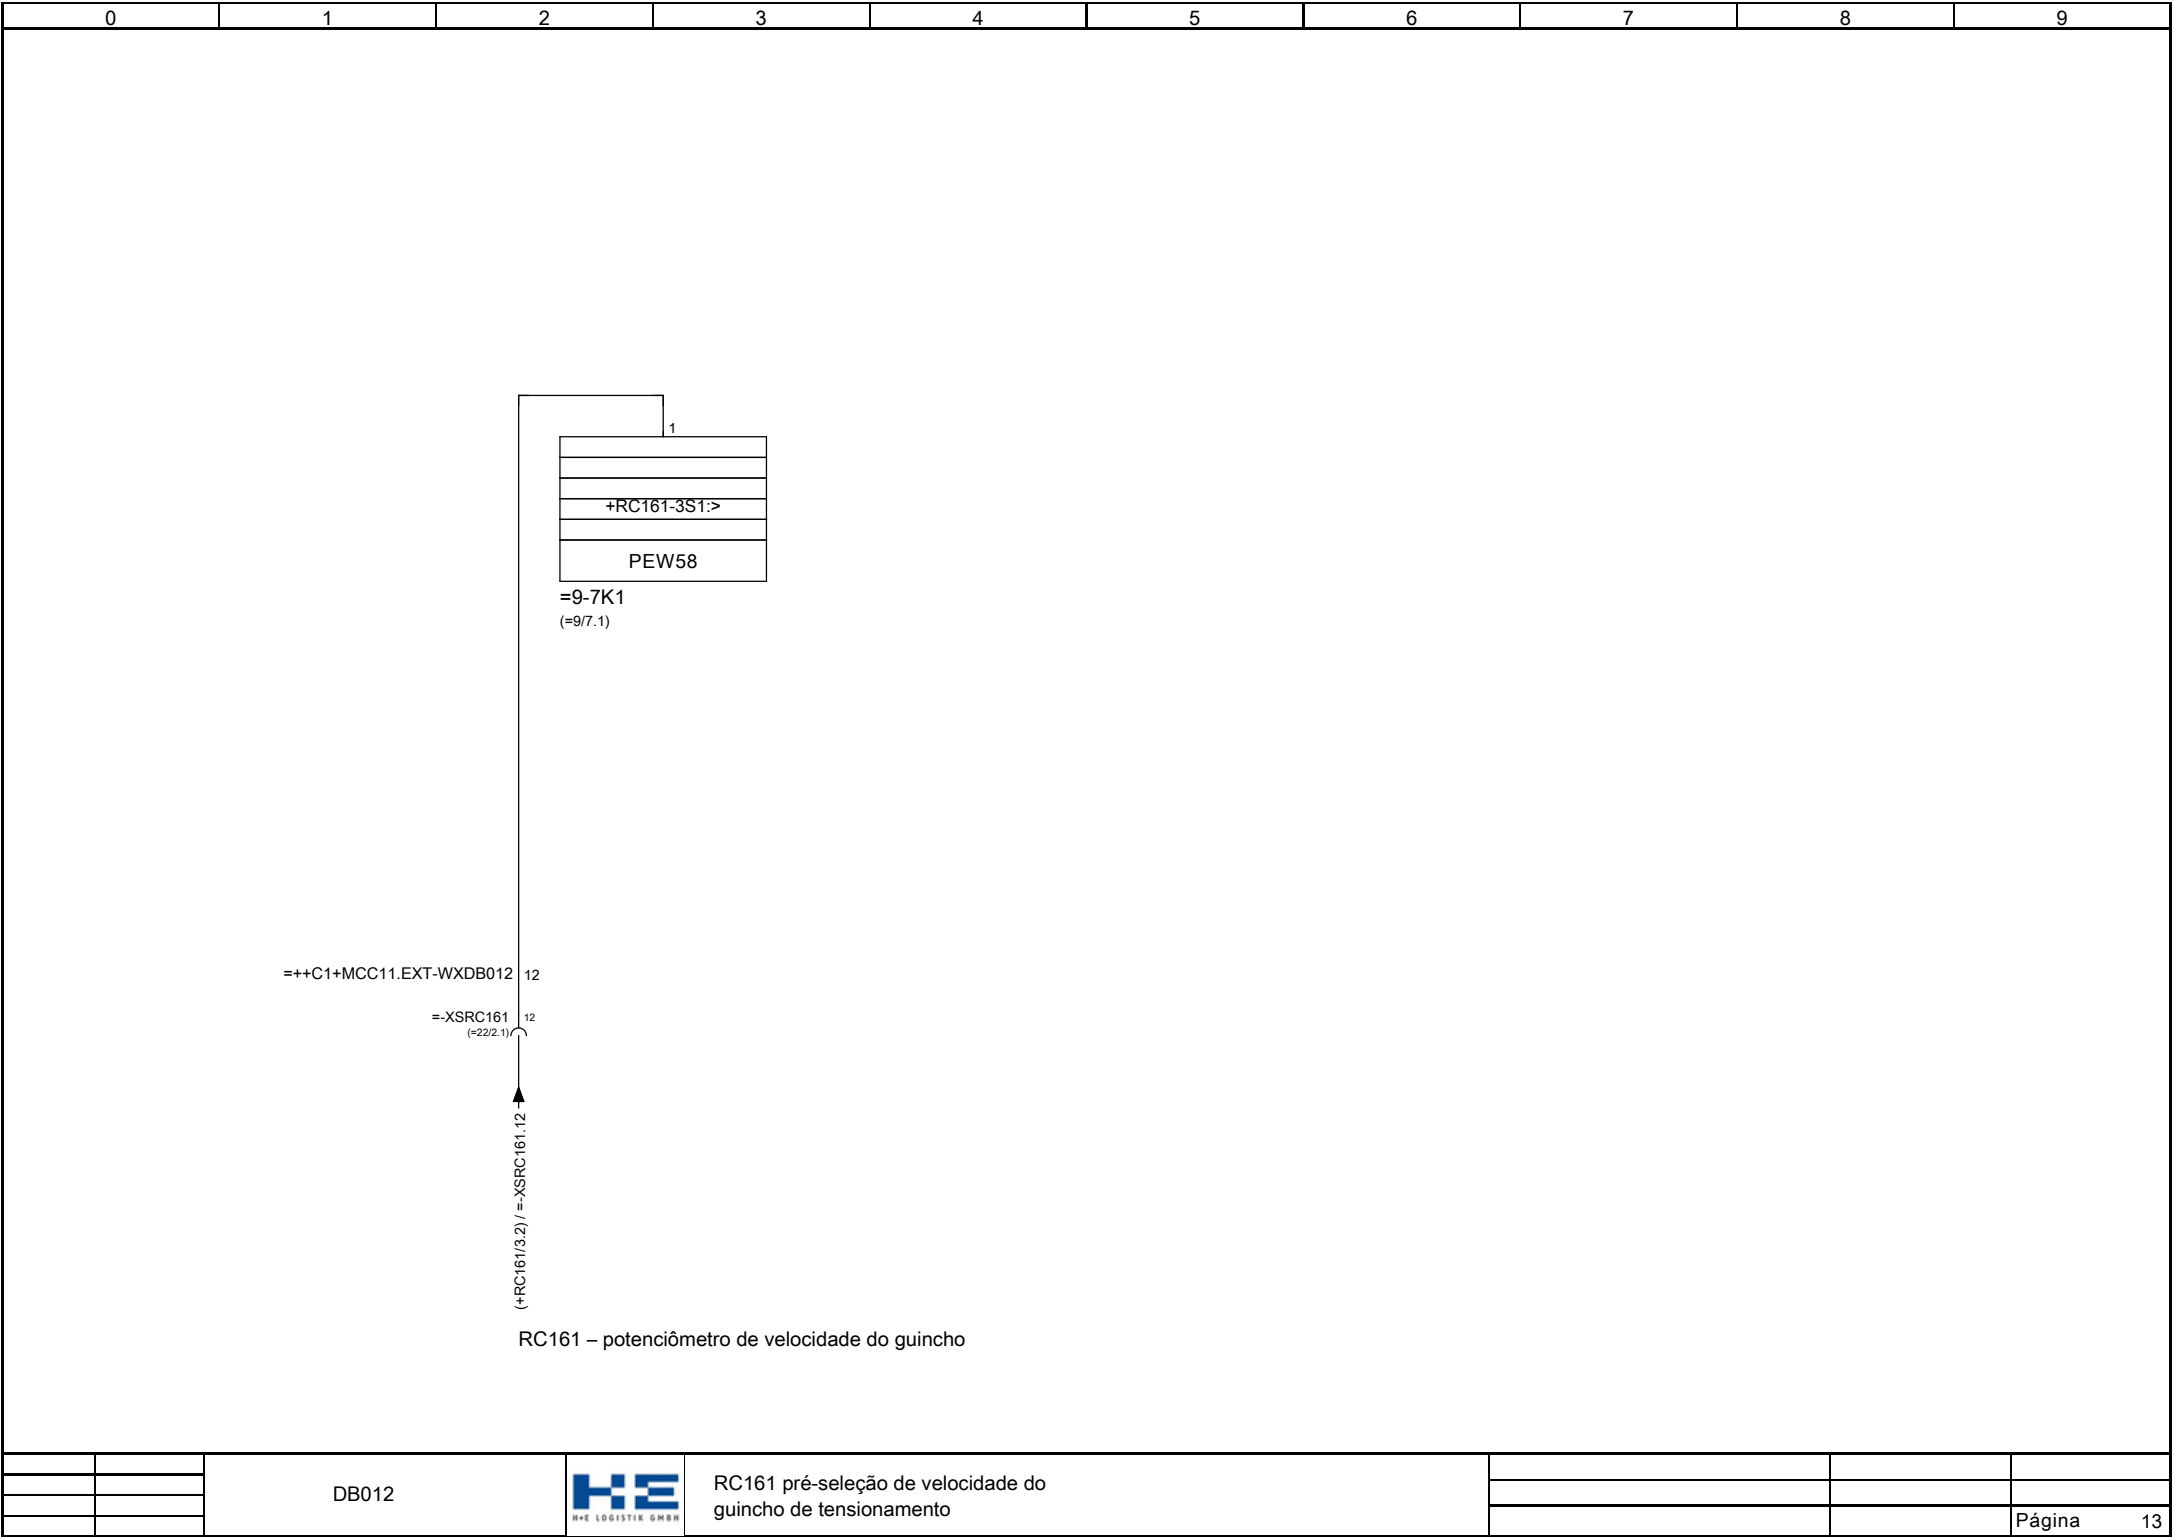 0 1 2 3 4 5 6 7 8 9
1
+RC161-3S1:>
PEW58
=9-7K1
(=9/7.1)
=++C1+MCC11.EXT-WXDB012 12
=-XSRC161 12
(=22/2.1)
(+RC161/3.2) / =-XSRC161.12
RC161 – potenciômetro de velocidade do guincho
DB012
H+E LOGISTIK GMBH
RC161 pré-seleção de velocidade do
guincho de tensionamento
Página 13